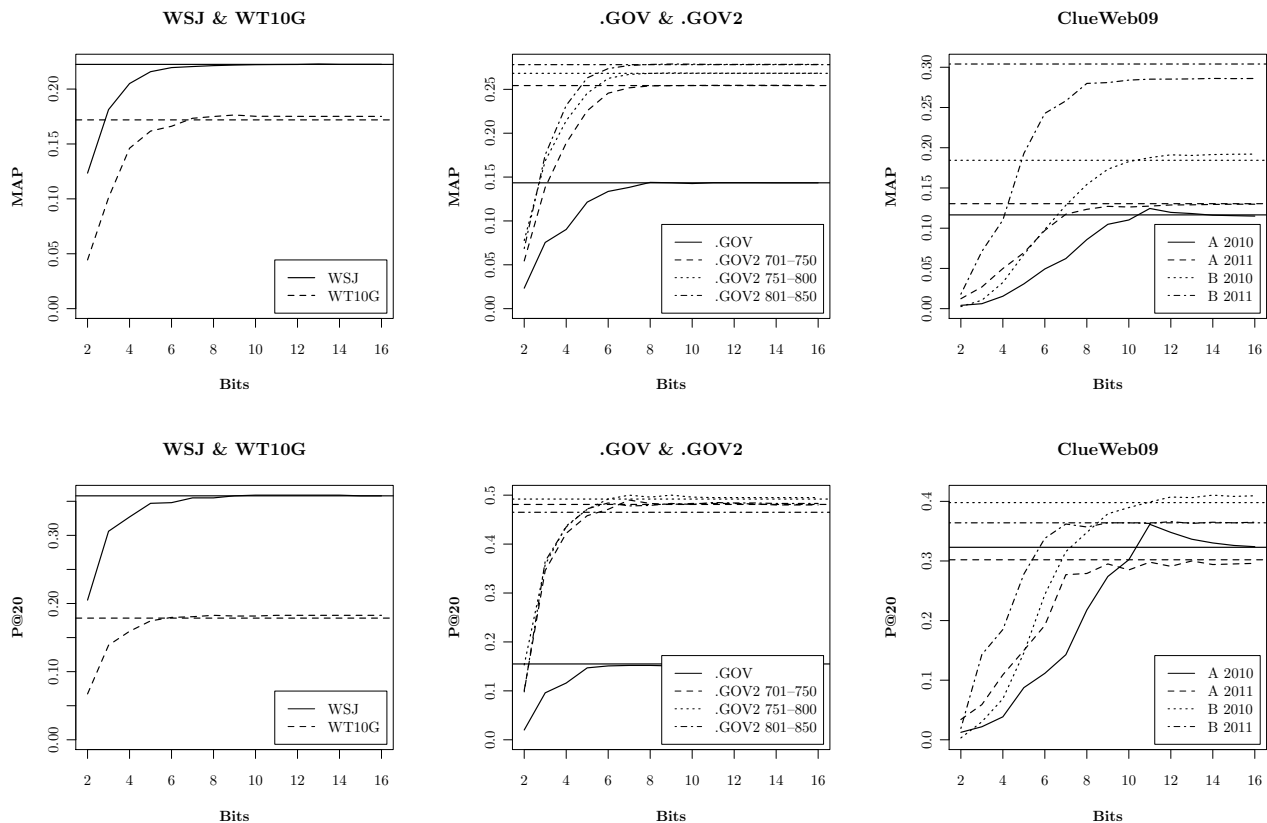 WSJ & WT10G
MAP
0.00 0.05 0.10 0.15 0.20
2 4 6 8 10 12 14 16
Bits
WSJ
WT10G
.GOV & .GOV2
MAP
0.00 0.05 0.10 0.15 0.20 0.25
2 4 6 8 10 12 14 16
Bits
.GOV
.GOV2 701–750
.GOV2 751–800
.GOV2 801–850
ClueWeb09
MAP
0.00 0.05 0.10 0.15 0.20 0.30
2 4 6 8 10 12 14 16
Bits
A 2010
A 2011
B 2010
B 2011
WSJ & WT10G
P@20
0.00 0.10 0.20 0.30
2 4 6 8 10 12 14 16
Bits
WSJ
WT10G
.GOV & .GOV2
P@20
0.0 0.1 0.2 0.3 0.4 0.5
2 4 6 8 10 12 14 16
Bits
.GOV
.GOV2 701–750
.GOV2 751–800
.GOV2 801–850
ClueWeb09
P@20
0.0 0.1 0.2 0.3 0.4
2 4 6 8 10 12 14 16
Bits
A 2010
A 2011
B 2010
B 2011